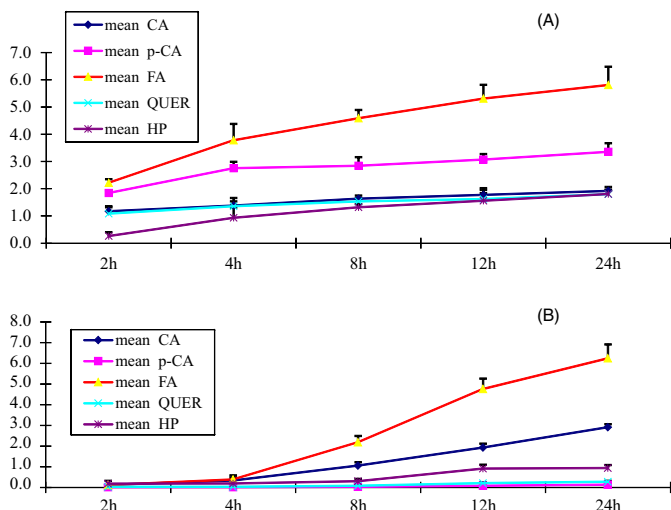 (A)
mean CA
mean p-CA
mean FA
mean QUER
mean HP
7.0
6.0
5.0
4.0
3.0
2.0
1.0
0.0
2h 4h 8h 12h 24h
(B)
mean CA
mean p-CA
mean FA
mean QUER
mean HP
8.0
7.0
6.0
5.0
4.0
3.0
2.0
1.0
0.0
2h 4h 8h 12h 24h